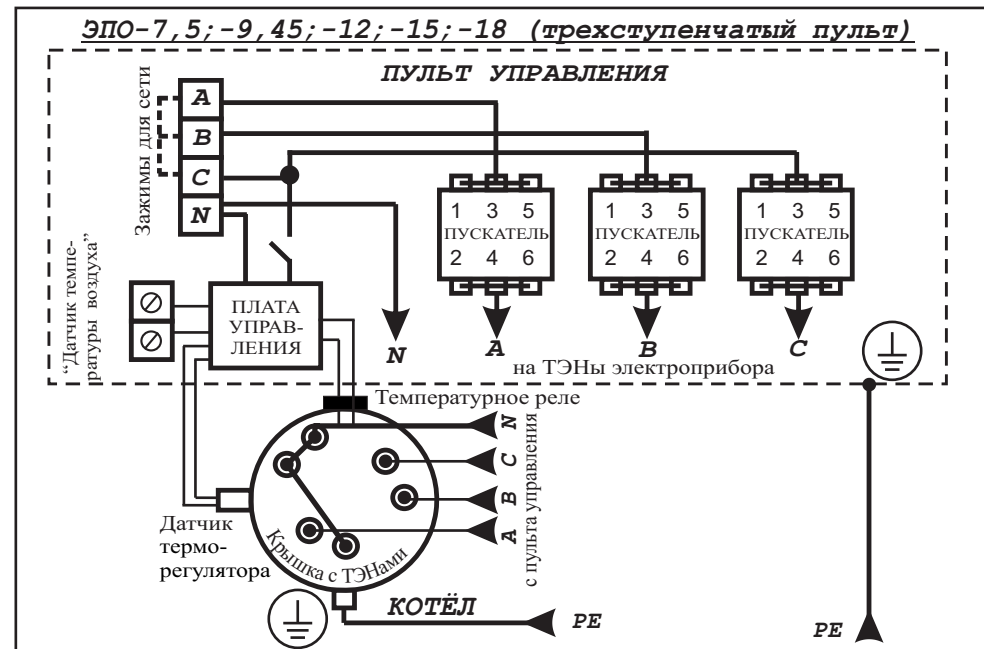 ЭПО-7,5;-9,45;-12;-15;-18 (трехступенчатый пульт)
ПУЛЬТ УПРАВЛЕНИЯ
Зажимы для сети
A
B
C
N
1 3 5
ПУСКАТЕЛЬ
2 4 6
1 3 5
ПУСКАТЕЛЬ
2 4 6
1 3 5
ПУСКАТЕЛЬ
2 4 6
“Датчик темпе-
ратуры воздуха”
ПЛАТА
УПРАВ-
ЛЕНИЯ
N
A
B
C
на ТЭНы электроприбора
Температурное реле
N
C
B
A
с пульта управления
Датчик
термо-
регулятора
Крышка с ТЭНами
КОТЁЛ
PE
PE